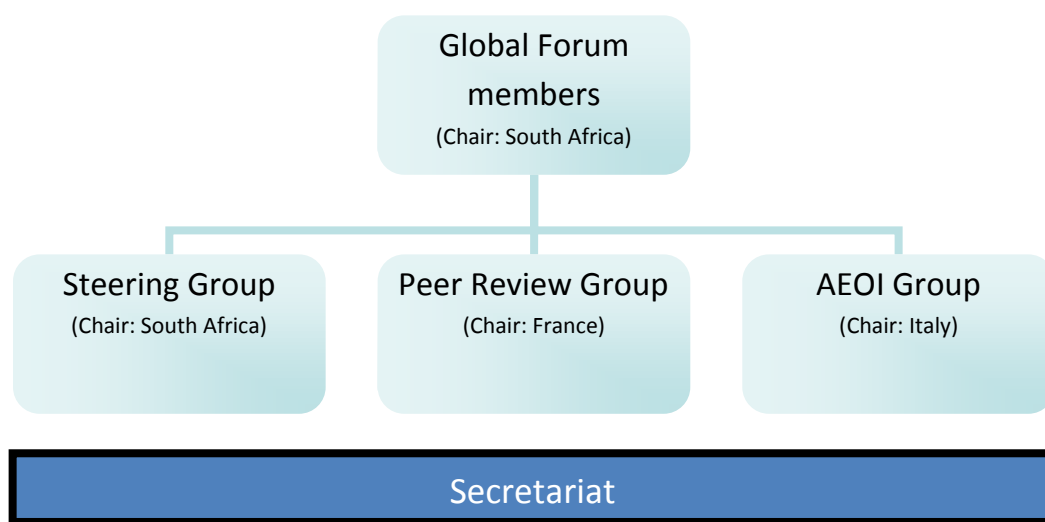 Global Forum
members
(Chair: South Africa)
Steering Group
(Chair: South Africa)
Peer Review Group
(Chair: France)
AEOI Group
(Chair: Italy)
Secretariat